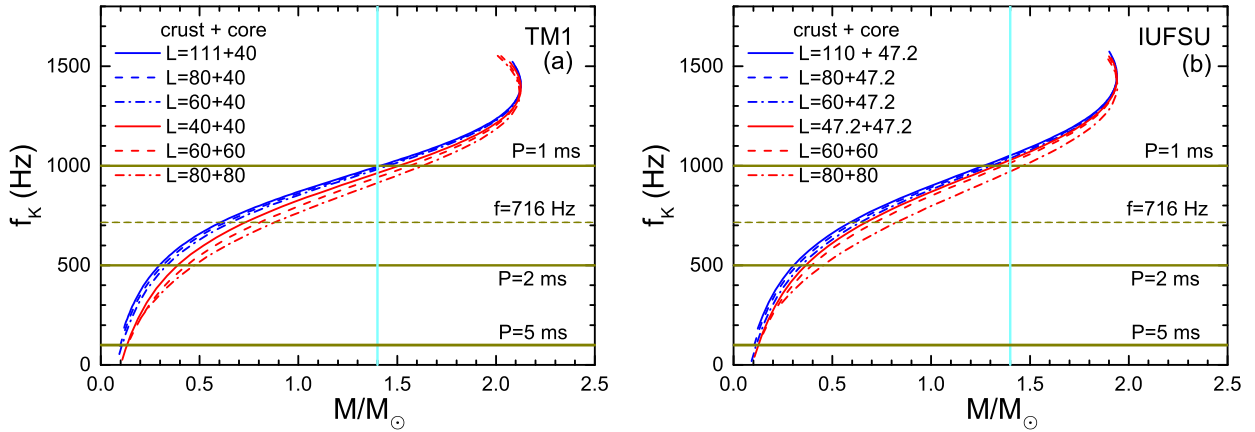 crust + core
TM1
(a)
L=111+40
L=80+40
L=60+40
L=40+40
L=60+60
L=80+80
P=1 ms
f=716 Hz
P=2 ms
P=5 ms
1500
1000
500
0
f_K (Hz)
0.0 0.5 1.0 1.5 2.0 2.5
M/M☉
crust + core
IUFSU
(b)
L=110 + 47.2
L=80+47.2
L=60+47.2
L=47.2+47.2
L=60+60
L=80+80
P=1 ms
f=716 Hz
P=2 ms
P=5 ms
1500
1000
500
0
f_K (Hz)
0.0 0.5 1.0 1.5 2.0 2.5
M/M☉